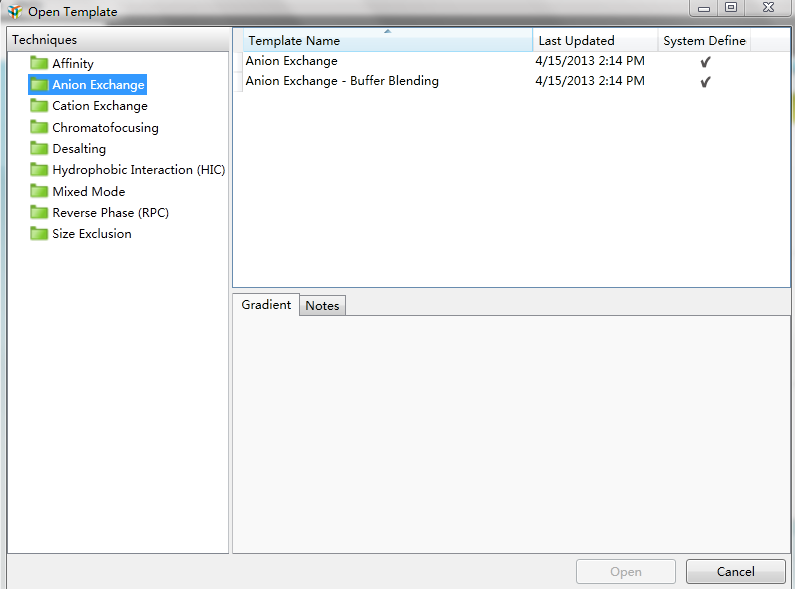 Open Template
Techniques
Affinity
Anion Exchange
Cation Exchange
Chromatofocusing
Desalting
Hydrophobic Interaction (HIC)
Mixed Mode
Reverse Phase (RPC)
Size Exclusion
Template Name Last Updated System Define
Anion Exchange 4/15/2013 2:14 PM
Anion Exchange - Buffer Blending 4/15/2013 2:14 PM
Gradient Notes
Open Cancel